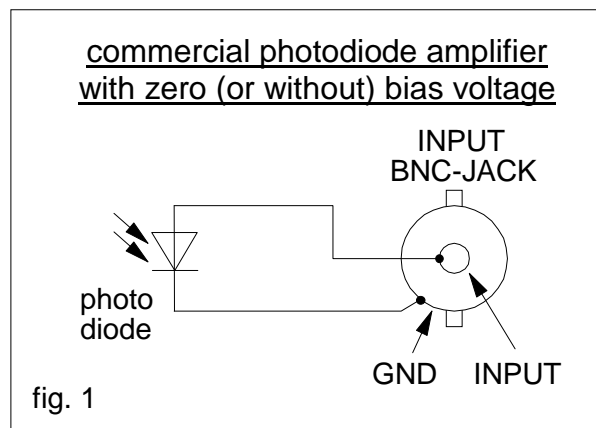 commercial photodiode amplifier
with zero (or without) bias voltage
INPUT
BNC-JACK
photo
diode
GND
INPUT
fig. 1